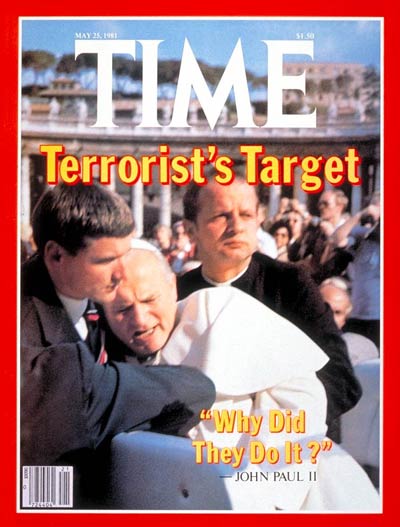 MAY 25, 1981 $1.50
TIME
Terrorist's Target
"Why Did
They Do It?"
— JOHN PAUL II